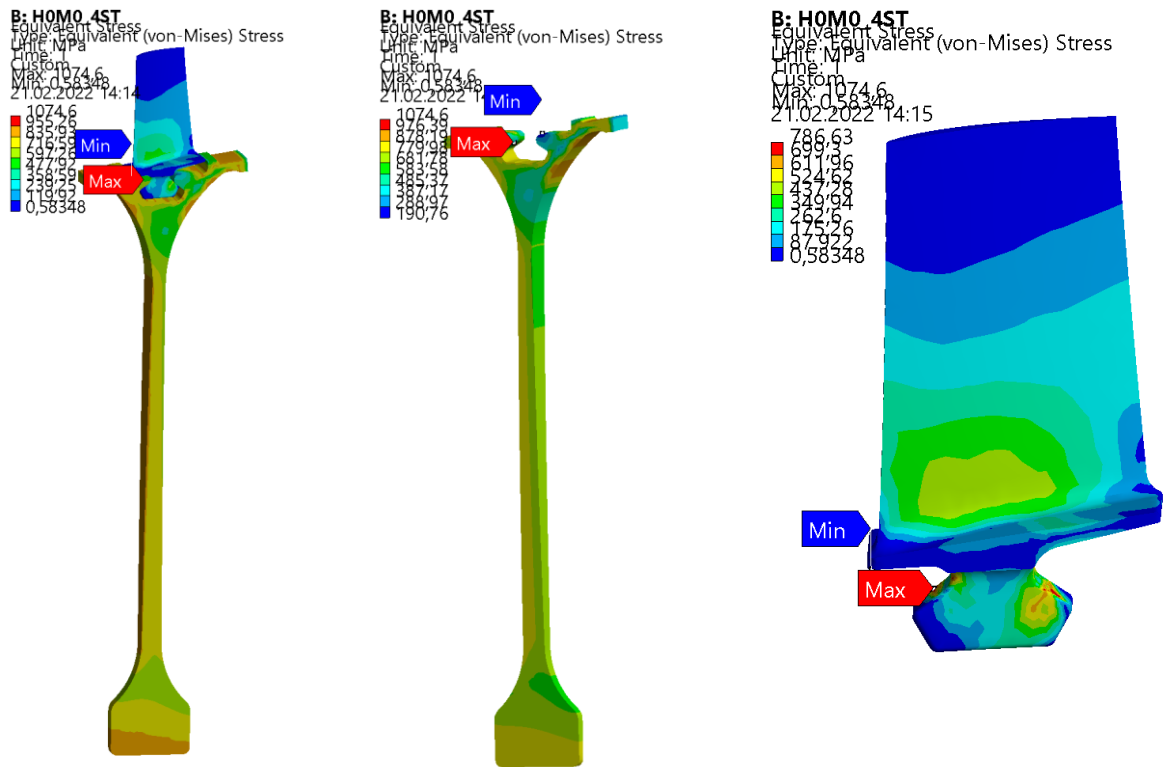 B: H0M0_4ST
Equivalent Stress
Type: Equivalent (von-Mises) Stress
Unit: MPa
Time: 1
Custom
Max: 1074,6
Min: 0,58348
21.02.2022 14:14
1074,6
955,26
835,93
716,59
597,26
477,92
358,59
239,25
119,92
0,58348
Min
Max
B: H0M0_4ST
Equivalent Stress
Type: Equivalent (von-Mises) Stress
Unit: MPa
Time: 1
Custom
Max: 1074,6
Min: 0,58348
21.02.2022 14
1074,6
976,39
878,19
779,98
681,78
583,58
485,37
387,17
288,97
190,76
Min
Max
B: H0M0_4ST
Equivalent Stress
Type: Equivalent (von-Mises) Stress
Unit: MPa
Time: 1
Custom
Max: 1074,6
Min: 0,58348
21.02.2022 14:15
786,63
699,3
611,96
524,62
437,28
349,94
262,6
175,26
87,922
0,58348
Min
Max